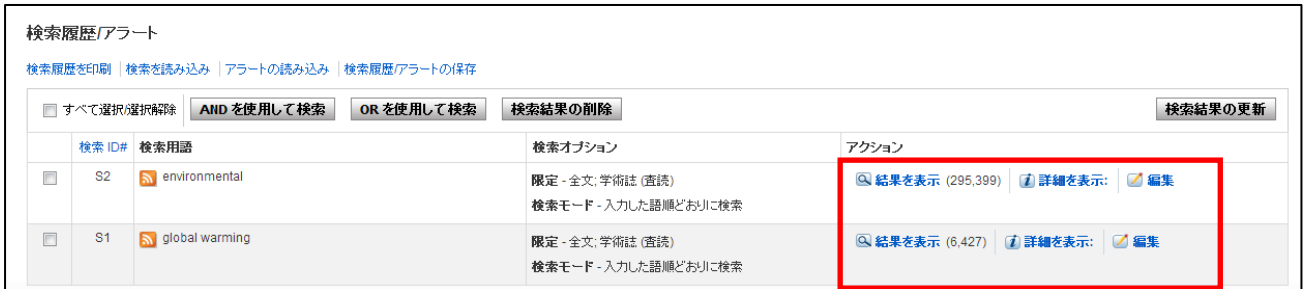 検索履歴/アラート
検索履歴を印刷 | 検索を読み込み | アラートの読み込み | 検索履歴/アラートの保存
すべて選択/選択解除 AND を使用して検索 OR を使用して検索 検索結果の削除 検索結果の更新
検索 ID# 検索用語 検索オプション アクション
S2 environmental 限定 - 全文; 学術誌 (査読) 結果を表示 (295,399) 詳細を表示: 編集
検索モード - 入力した語順どおりに検索
S1 global warming 限定 - 全文; 学術誌 (査読) 結果を表示 (6,427) 詳細を表示: 編集
検索モード - 入力した語順どおりに検索